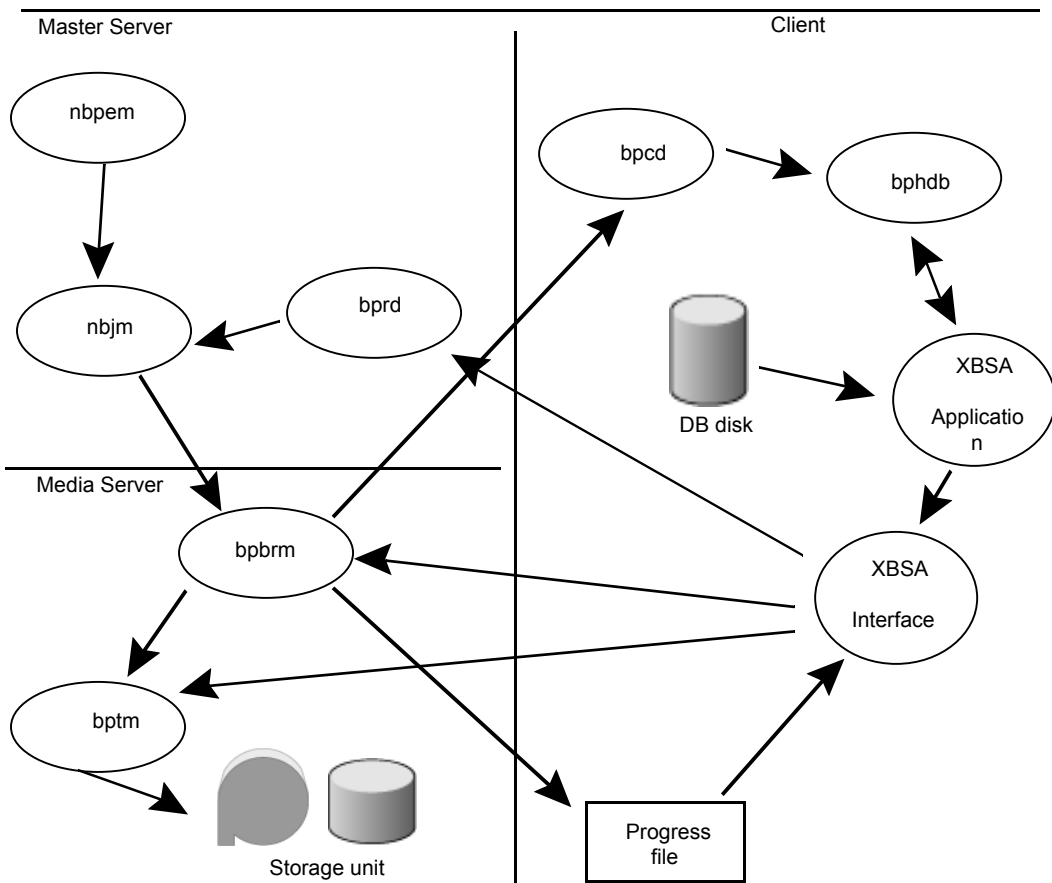 Master Server
Client
nbpem
bpcd
bphdb
nbjm
bprd
DB disk
XBSA
Applicatio
n
Media Server
bpbrm
XBSA
Interface
bptm
Storage unit
Progress
file